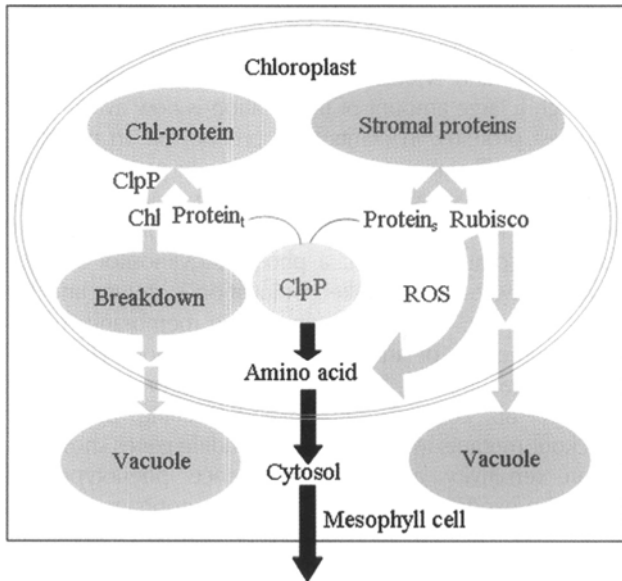 Chloroplast
Chl-protein
Stromal proteins
ClpP
Chl Proteinₜ
Proteinₛ Rubisco
Breakdown
ClpP
ROS
Amino acid
Vacuole
Cytosol
Vacuole
Mesophyll cell